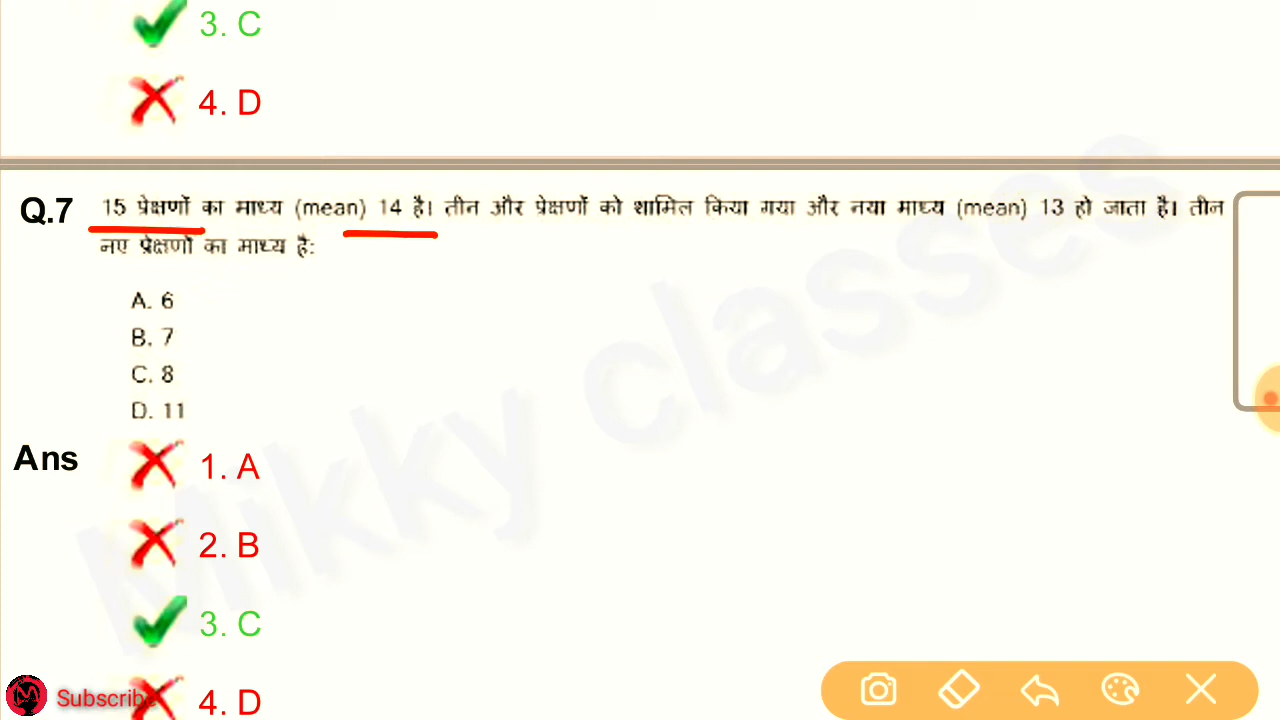 3. C
4. D
Q.7 15 प्रेक्षणों का माध्य (mean) 14 है। तीन और प्रेक्षणों को शामिल किया गया और नया माध्य (mean) 13 हो जाता है। तीन
नए प्रेक्षणों का माध्य है:
A. 6
B. 7
C. 8
D. 11
Ans
1. A
2. B
3. C
4. D
Mikky classes
Subscribe